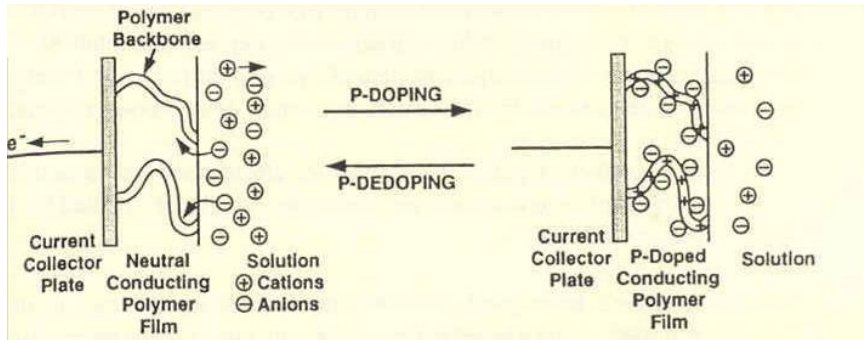 Polymer
Backbone
e-
P-DOPING
P-DEDOPING
Current
Collector
Plate
Neutral
Conducting
Polymer
Film
Solution
⊕ Cations
⊖ Anions
Current
Collector
Plate
P-Doped
Conducting
Polymer
Film
Solution